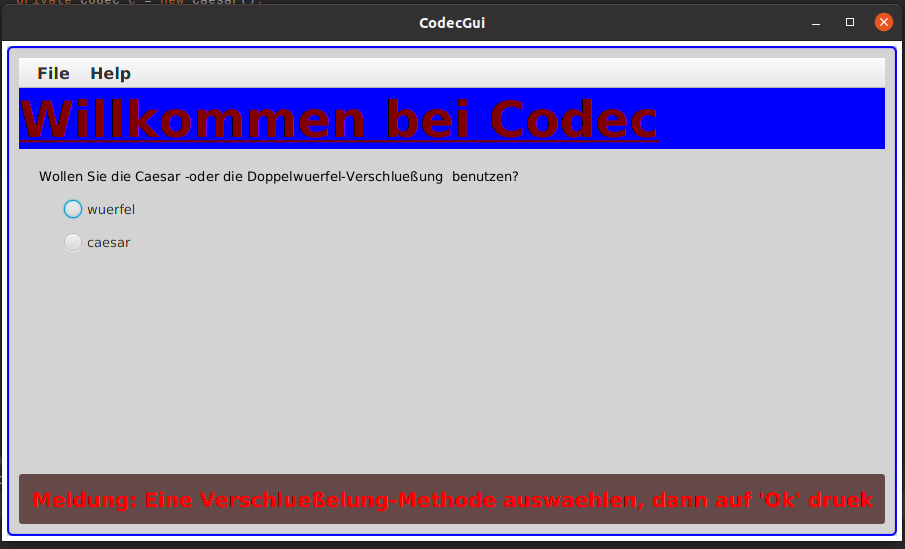 private codec c = new caesar();
CodecGui
File Help
Willkommen bei Codec
Wollen Sie die Caesar -oder die Doppelwuerfel-Verschlueßung benutzen?
wuerfel
caesar
Meldung: Eine Verschlueßelung-Methode auswaehlen, dann auf 'Ok' druek